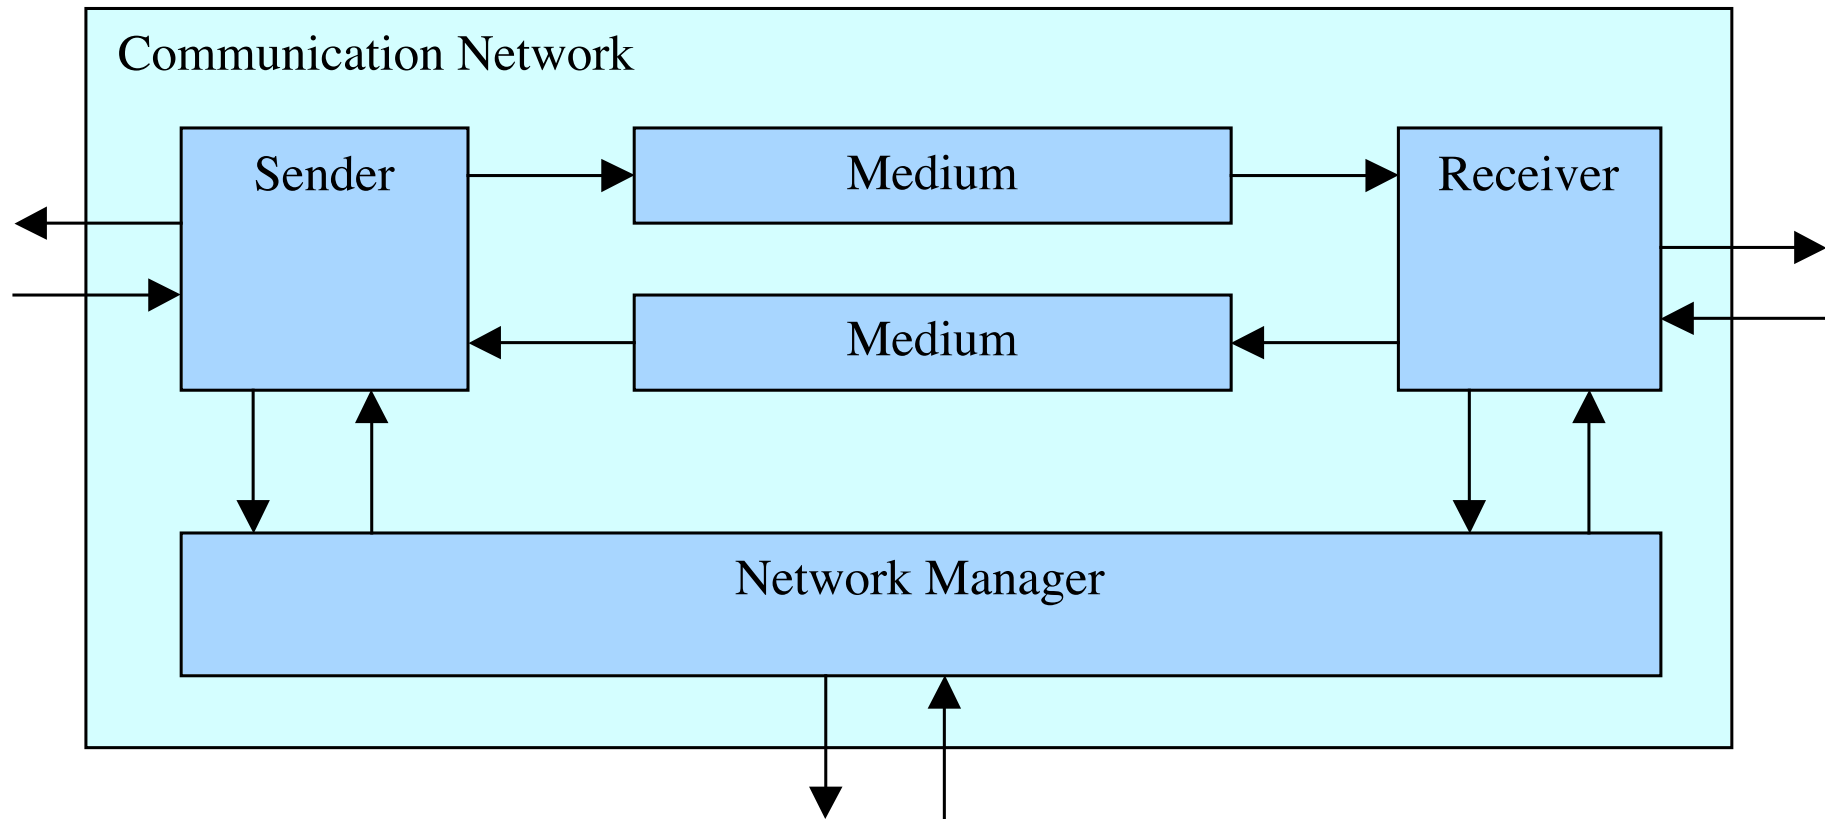 Communication Network
Sender
Medium
Receiver
Medium
Network Manager